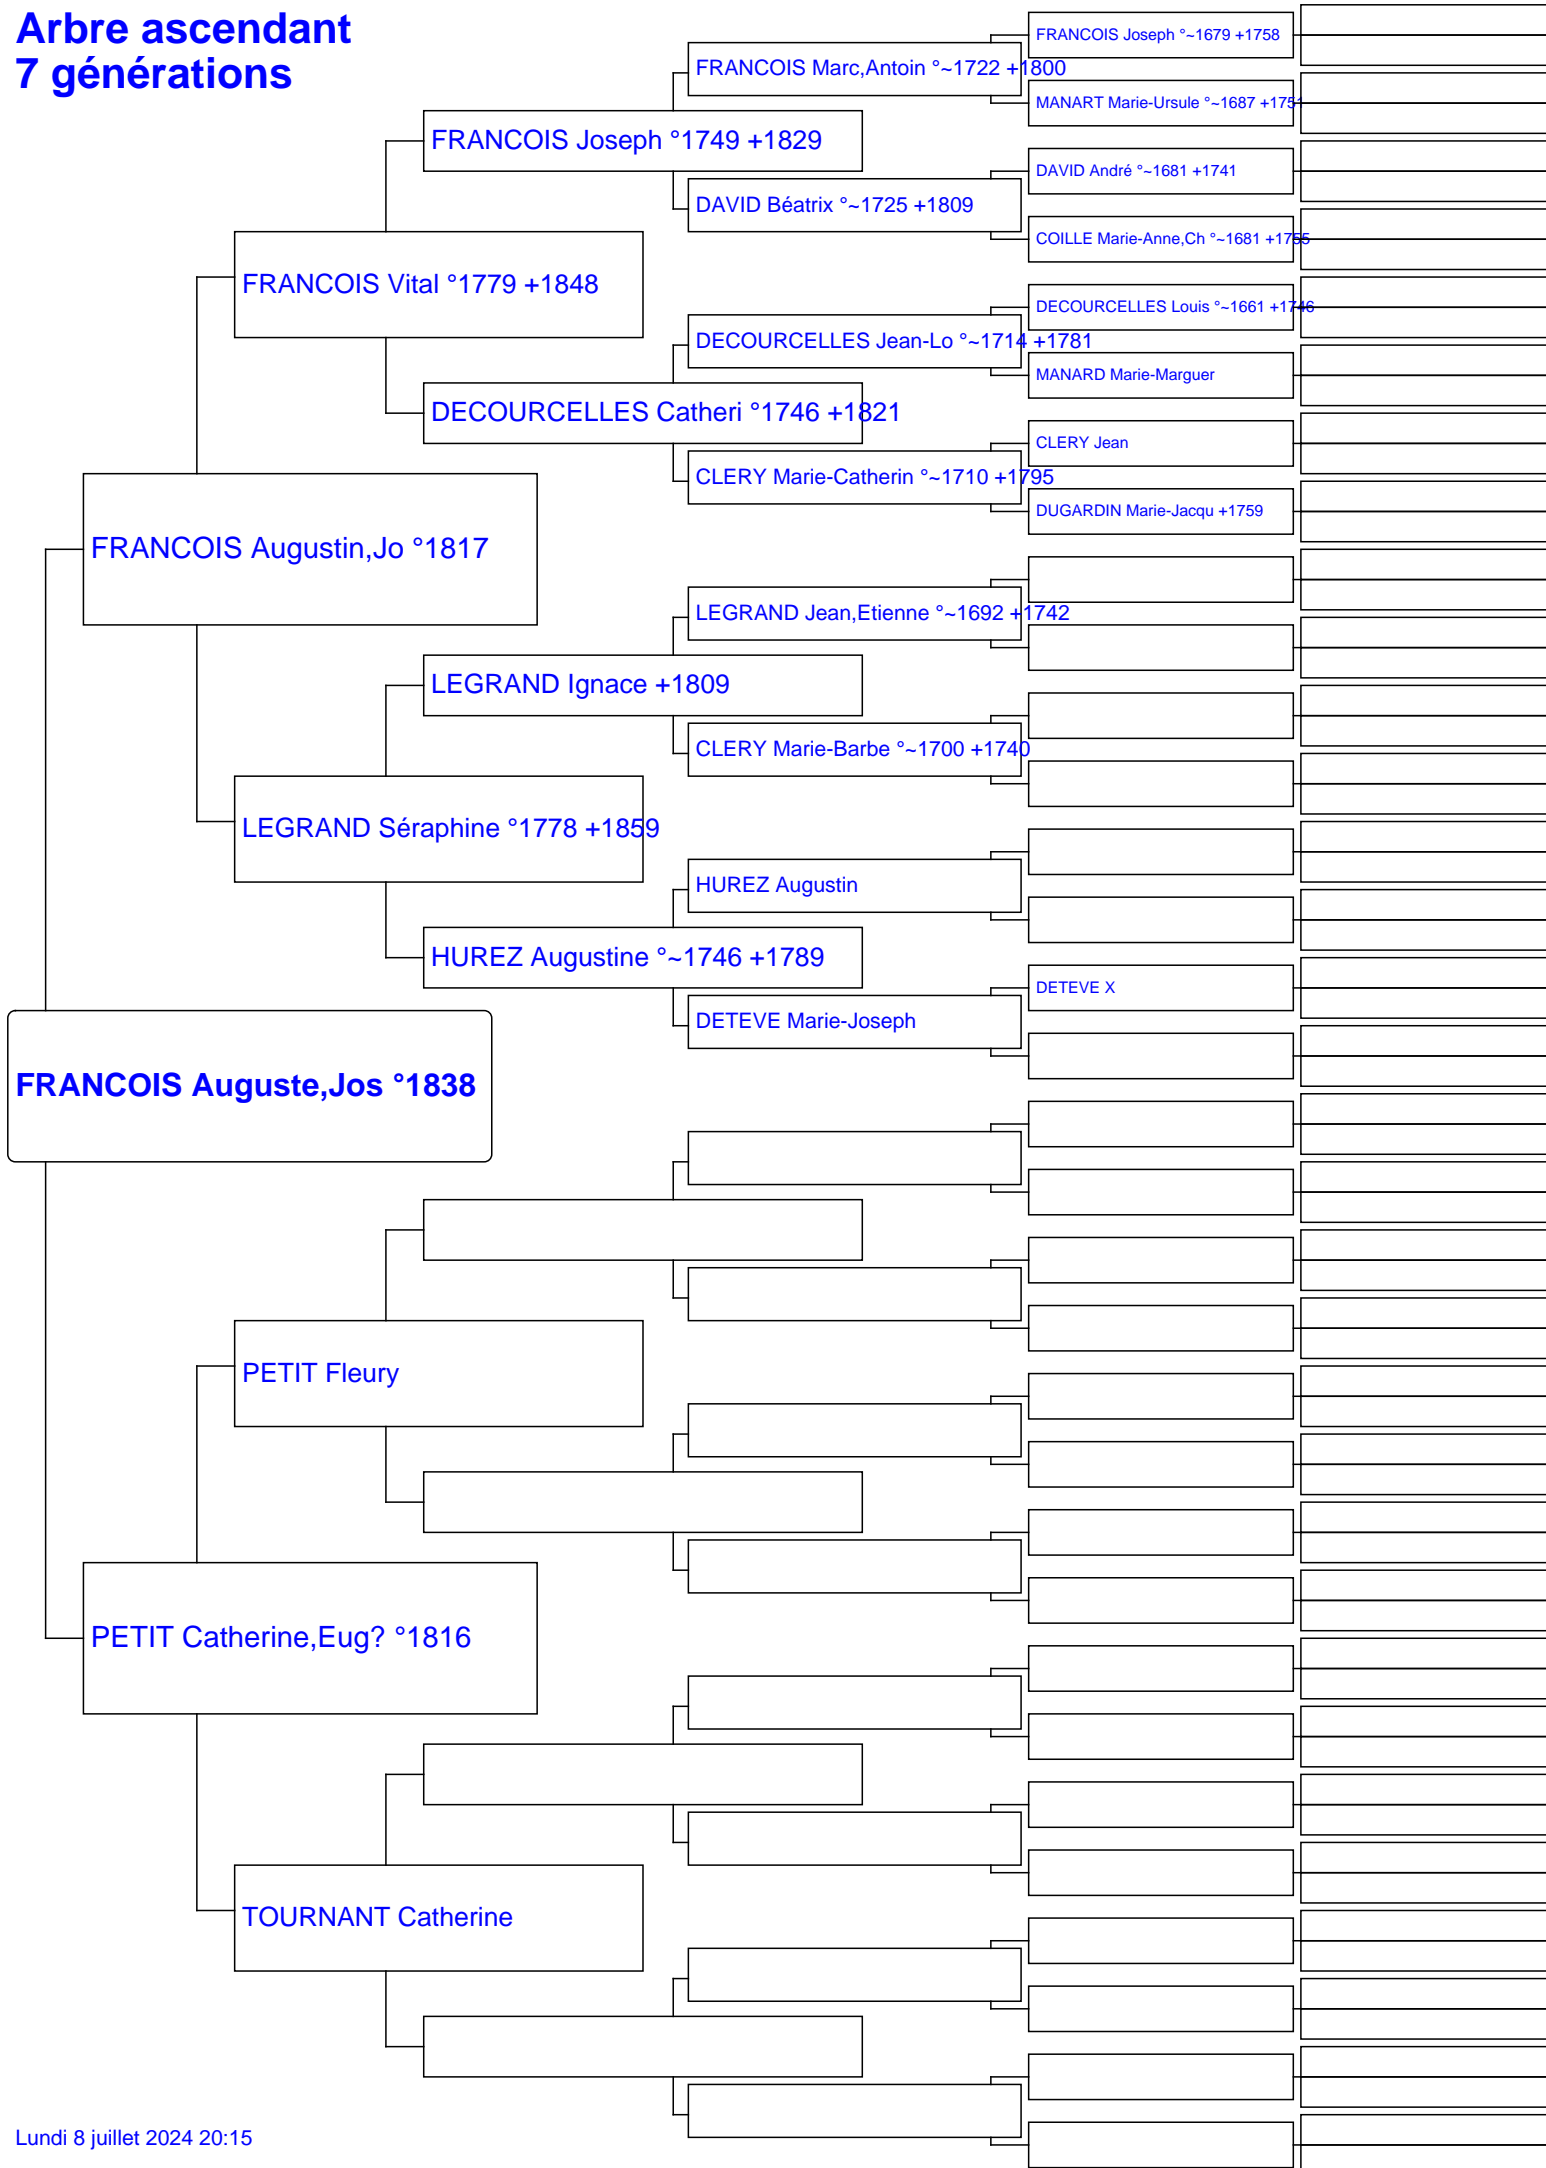 Arbre ascendant
7 générations
FRANCOIS Joseph °~1679 +1758
FRANCOIS Marc,Antoin °~1722 +1800
MANART Marie-Ursule °~1687 +1751
FRANCOIS Joseph °1749 +1829
DAVID André °~1681 +1741
DAVID Béatrix °~1725 +1809
COILLE Marie-Anne,Ch °~1681 +1755
FRANCOIS Vital °1779 +1848
DECOURCELLES Louis °~1661 +1746
DECOURCELLES Jean-Lo °~1714 +1781
MANARD Marie-Marguer
DECOURCELLES Catheri °1746 +1821
CLERY Jean
CLERY Marie-Catherin °~1710 +1795
DUGARDIN Marie-Jacqu +1759
FRANCOIS Augustin,Jo °1817
LEGRAND Jean,Etienne °~1692 +1742
LEGRAND Ignace +1809
CLERY Marie-Barbe °~1700 +1740
LEGRAND Séraphine °1778 +1859
HUREZ Augustin
HUREZ Augustine °~1746 +1789
DETEVE X
DETEVE Marie-Joseph
FRANCOIS Auguste,Jos °1838
PETIT Fleury
PETIT Catherine,Eug? °1816
TOURNANT Catherine
Lundi 8 juillet 2024 20:15